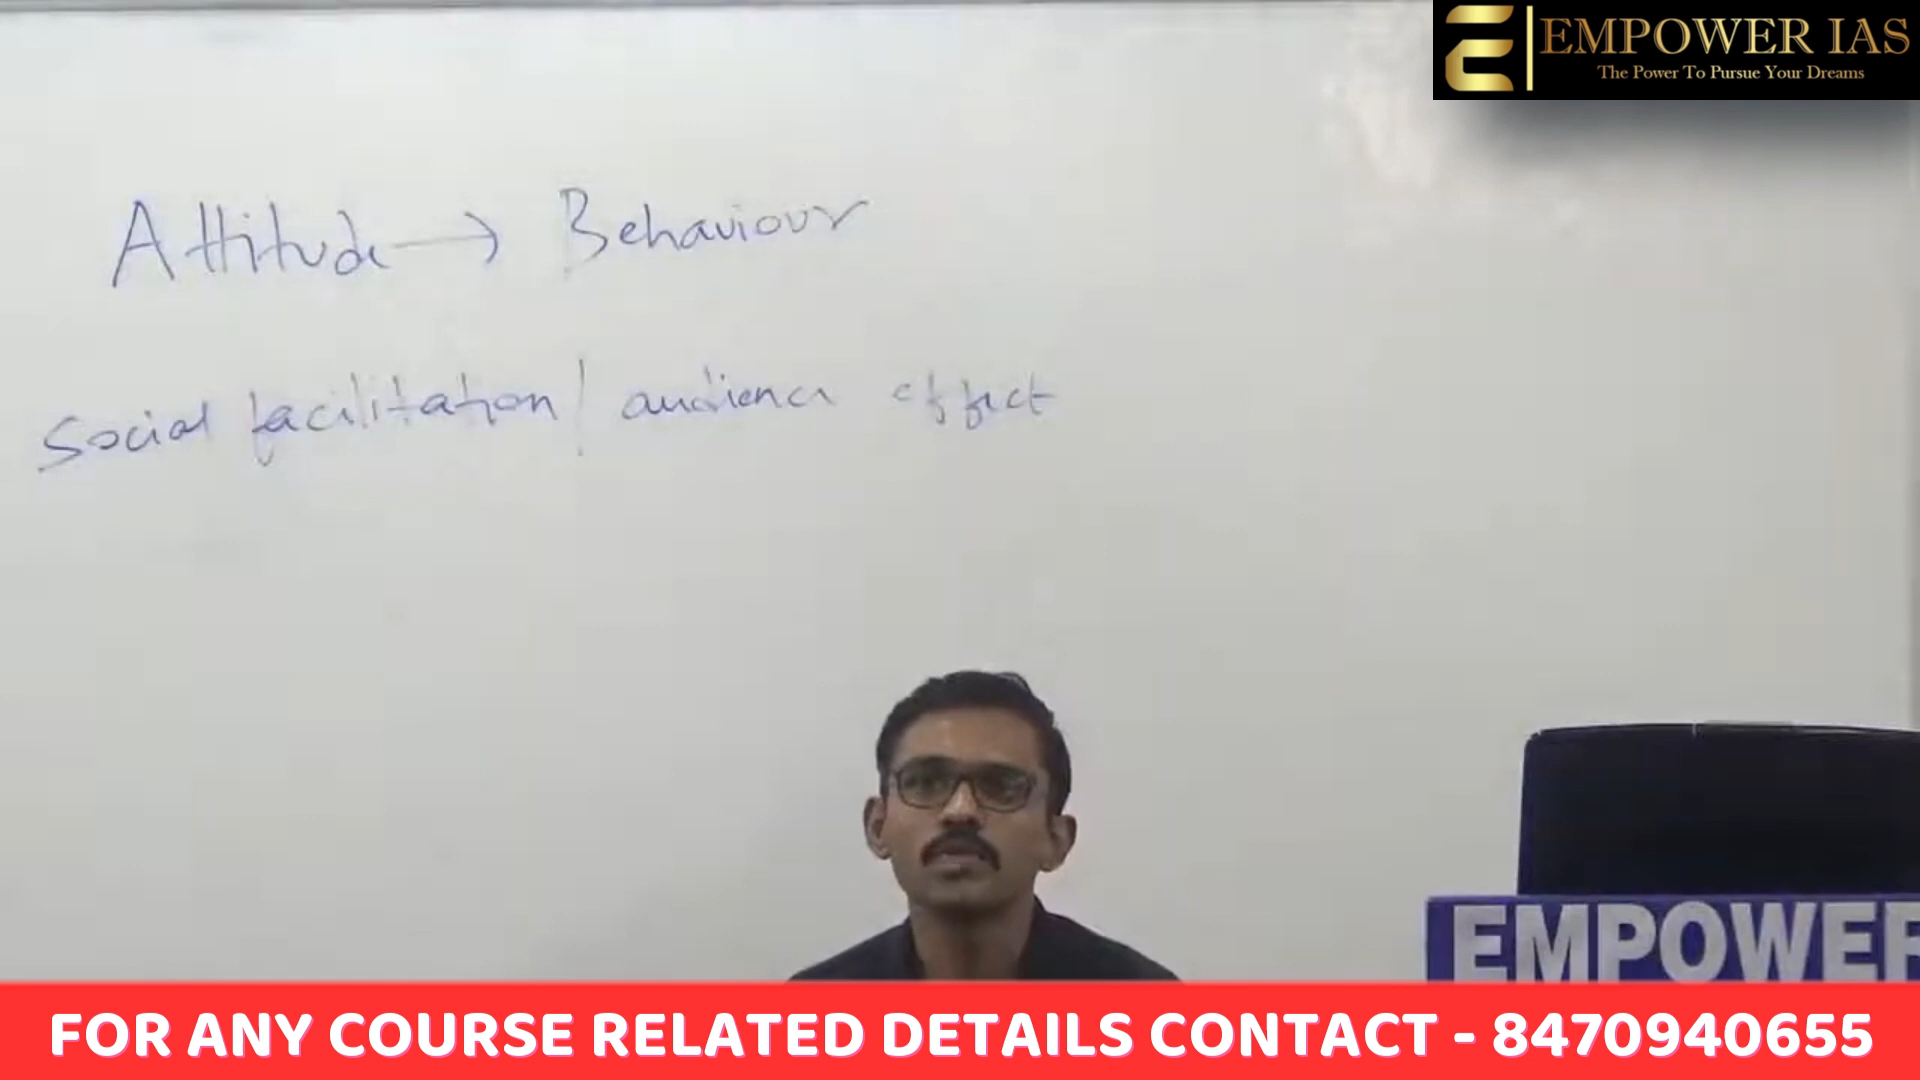 EMPOWER IAS
The Power To Pursue Your Dreams
Attitude → Behaviour
Social facilitation / audience effect
EMPOWER
FOR ANY COURSE RELATED DETAILS CONTACT - 8470940655